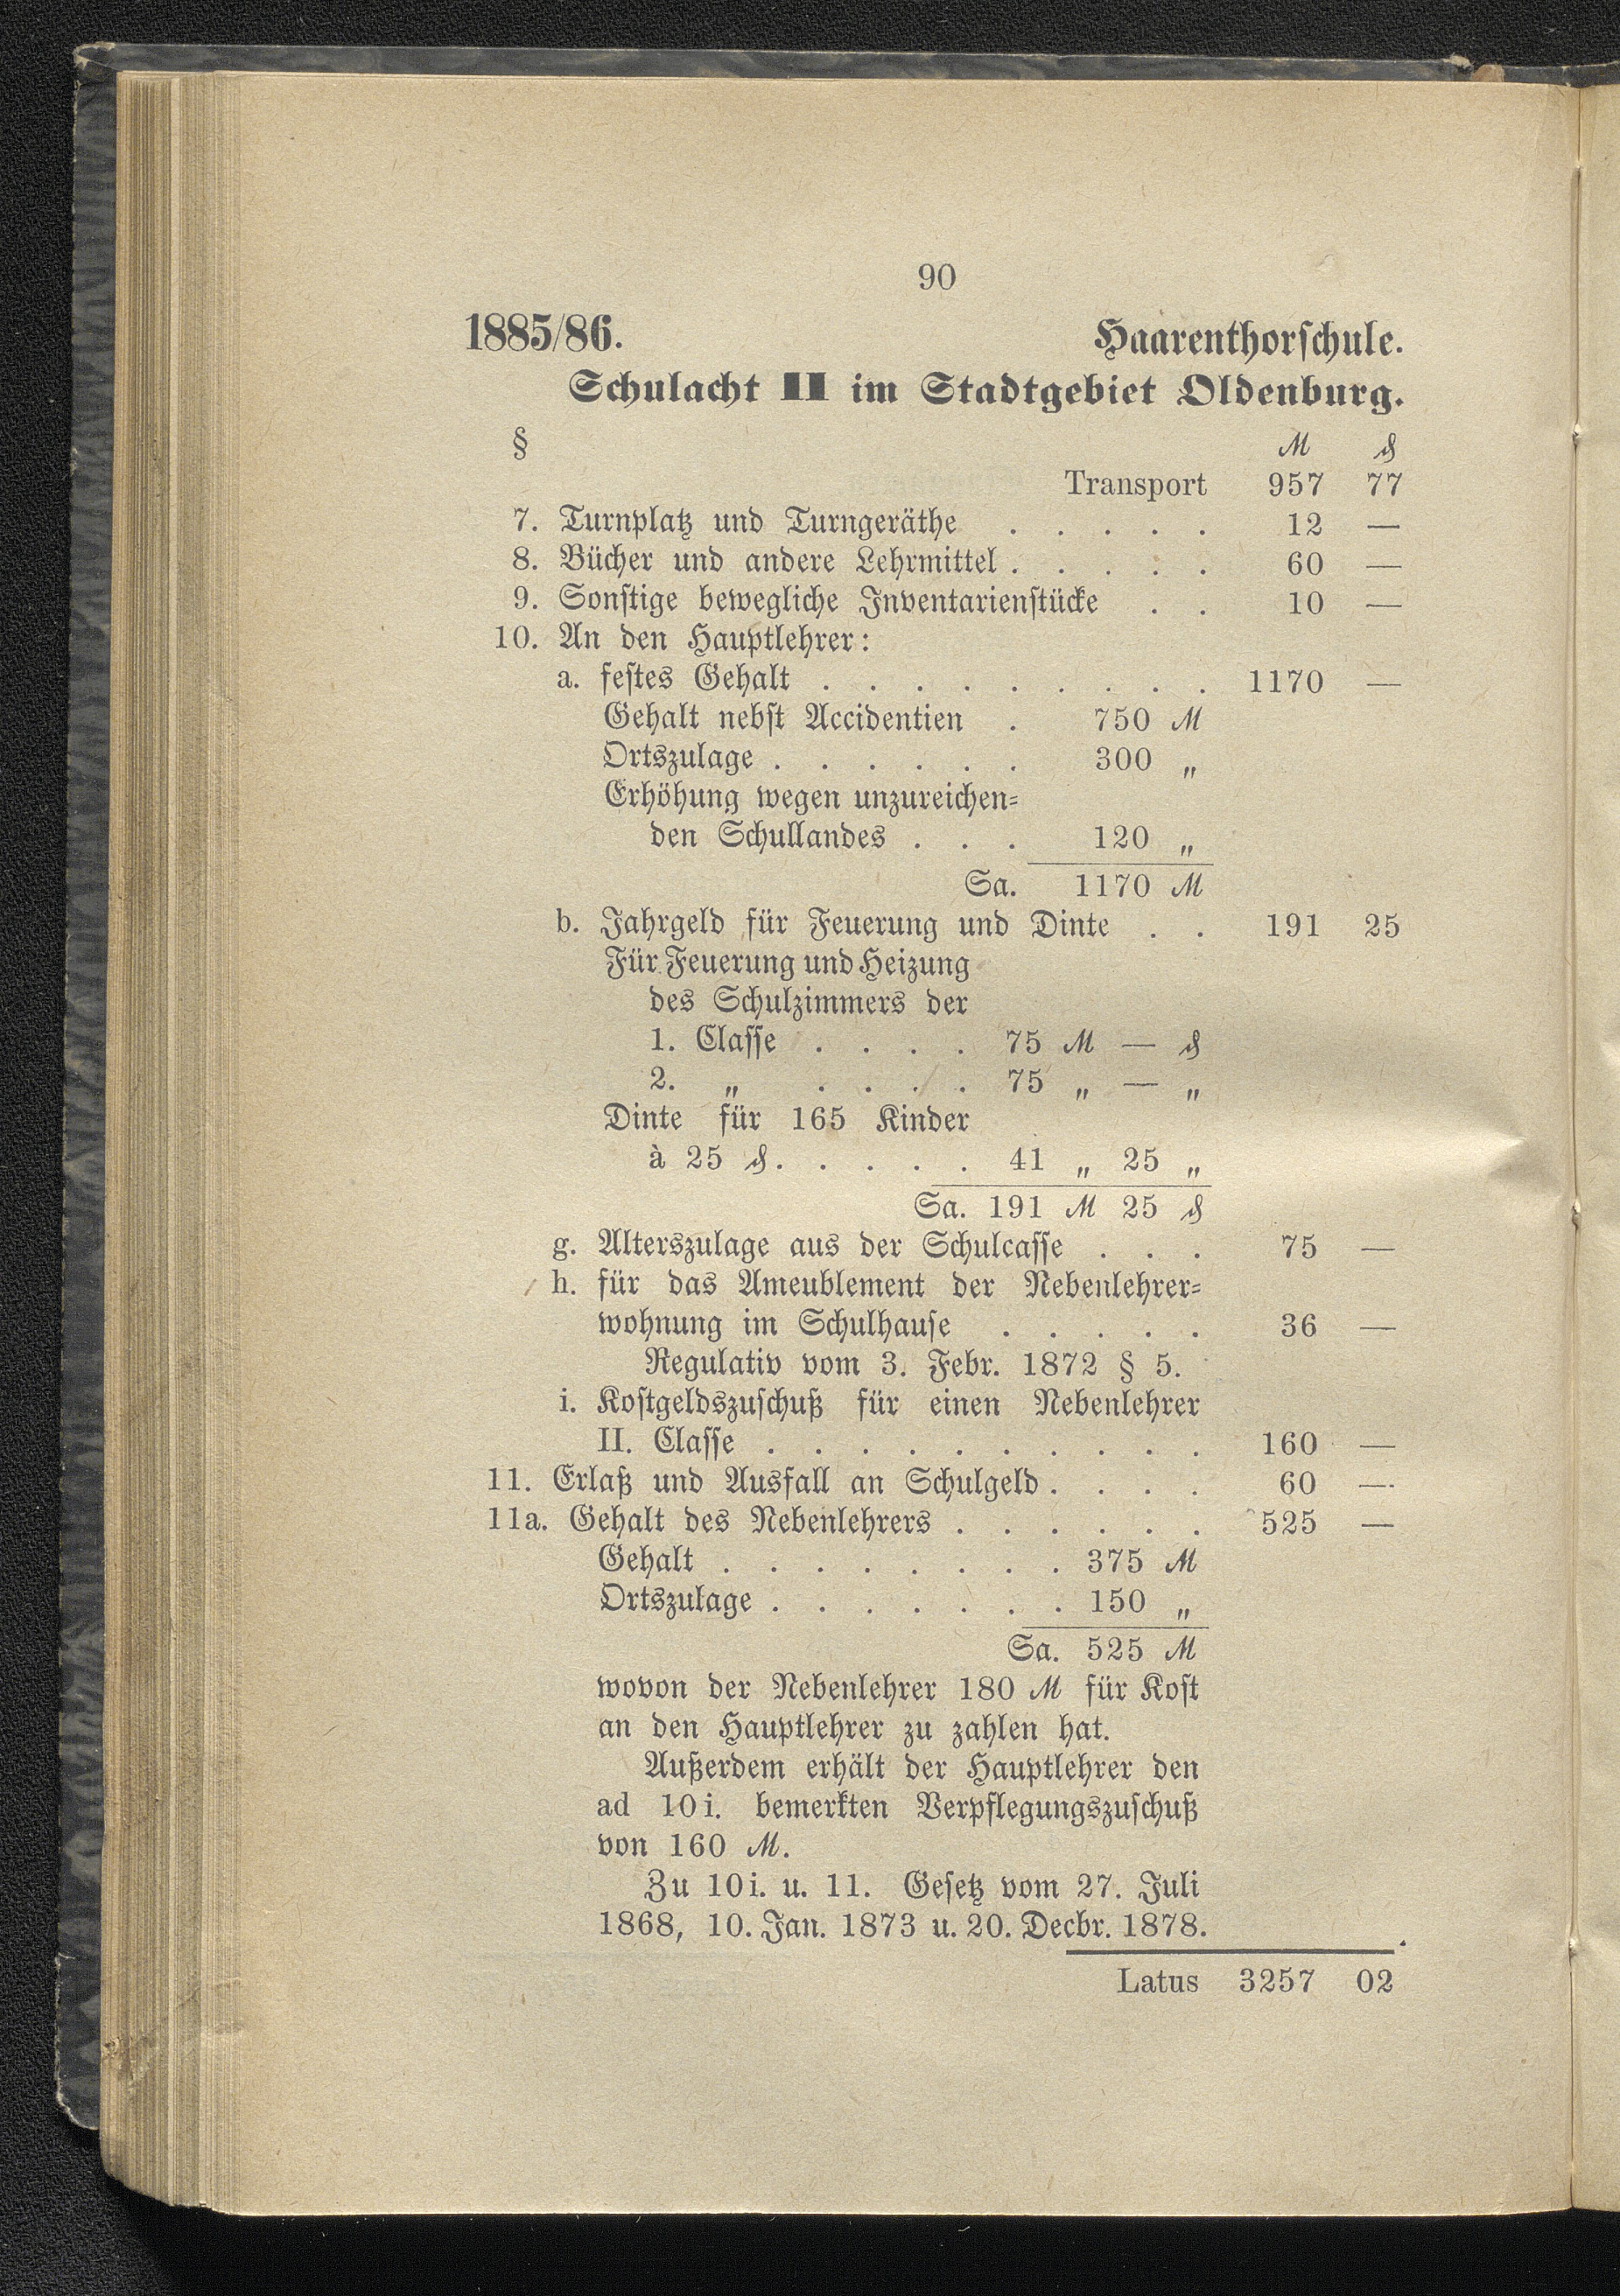 90
1885/86. Haarenthorschule.
Schulacht II im Stadtgebiet Oldenburg.
§ ℳ ₰
Transport 957 77
7. Turnplatz und Turngeräthe . . . . . 12 —
8. Bücher und andere Lehrmittel . . . . . 60 —
9. Sonstige bewegliche Inventarienstücke . . 10 —
10. An den Hauptlehrer:
a. festes Gehalt . . . . . . . . . 1170 —
Gehalt nebst Accidentien . 750 ℳ
Ortszulage . . . . . . 300 „
Erhöhung wegen unzureichen=
den Schullandes . . . 120 „
Sa. 1170 ℳ
b. Jahrgeld für Feuerung und Dinte . . 191 25
Für Feuerung und Heizung
des Schulzimmers der
1. Classe . . . . 75 ℳ — ₰
2. „ . . . . 75 „ — „
Dinte für 165 Kinder
à 25 ₰ . . . . . 41 „ 25 „
Sa. 191 ℳ 25 ₰
g. Alterszulage aus der Schulcasse . . . 75 —
h. für das Ameublement der Nebenlehrer=
wohnung im Schulhause . . . . . 36 —
Regulativ vom 3. Febr. 1872 § 5.
i. Kostgeldszuschuß für einen Nebenlehrer
II. Classe . . . . . . . . . . 160 —
11. Erlaß und Ausfall an Schulgeld . . . . 60 —
11a. Gehalt des Nebenlehrers . . . . . . 525 —
Gehalt . . . . . . . . 375 ℳ
Ortszulage . . . . . . . 150 „
Sa. 525 ℳ
wovon der Nebenlehrer 180 ℳ für Kost
an den Hauptlehrer zu zahlen hat.
Außerdem erhält der Hauptlehrer den
ad 10 i. bemerkten Verpflegungszuschuß
von 160 ℳ.
Zu 10 i. u. 11. Gesetz vom 27. Juli
1868, 10. Jan. 1873 u. 20. Decbr. 1878.
Latus 3257 02